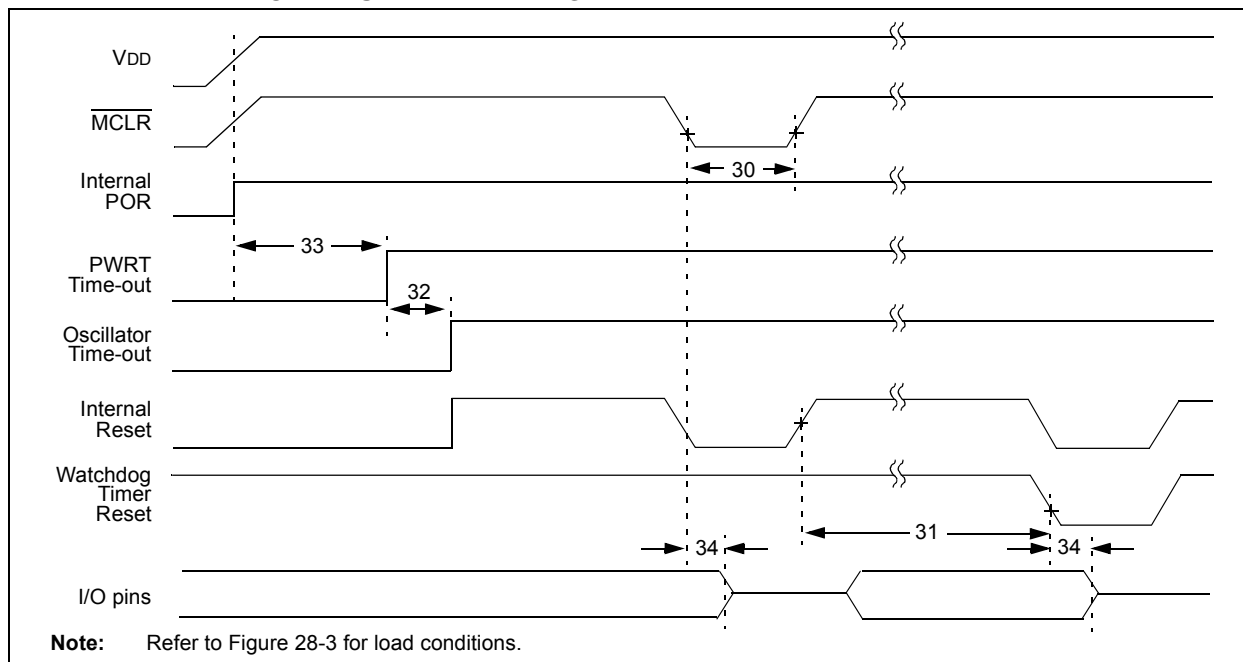 VDD
MCLR
Internal
POR
30
33
PWRT
Time-out
32
Oscillator
Time-out
Internal
Reset
Watchdog
Timer
Reset
31
34
34
I/O pins
Note: Refer to Figure 28-3 for load conditions.